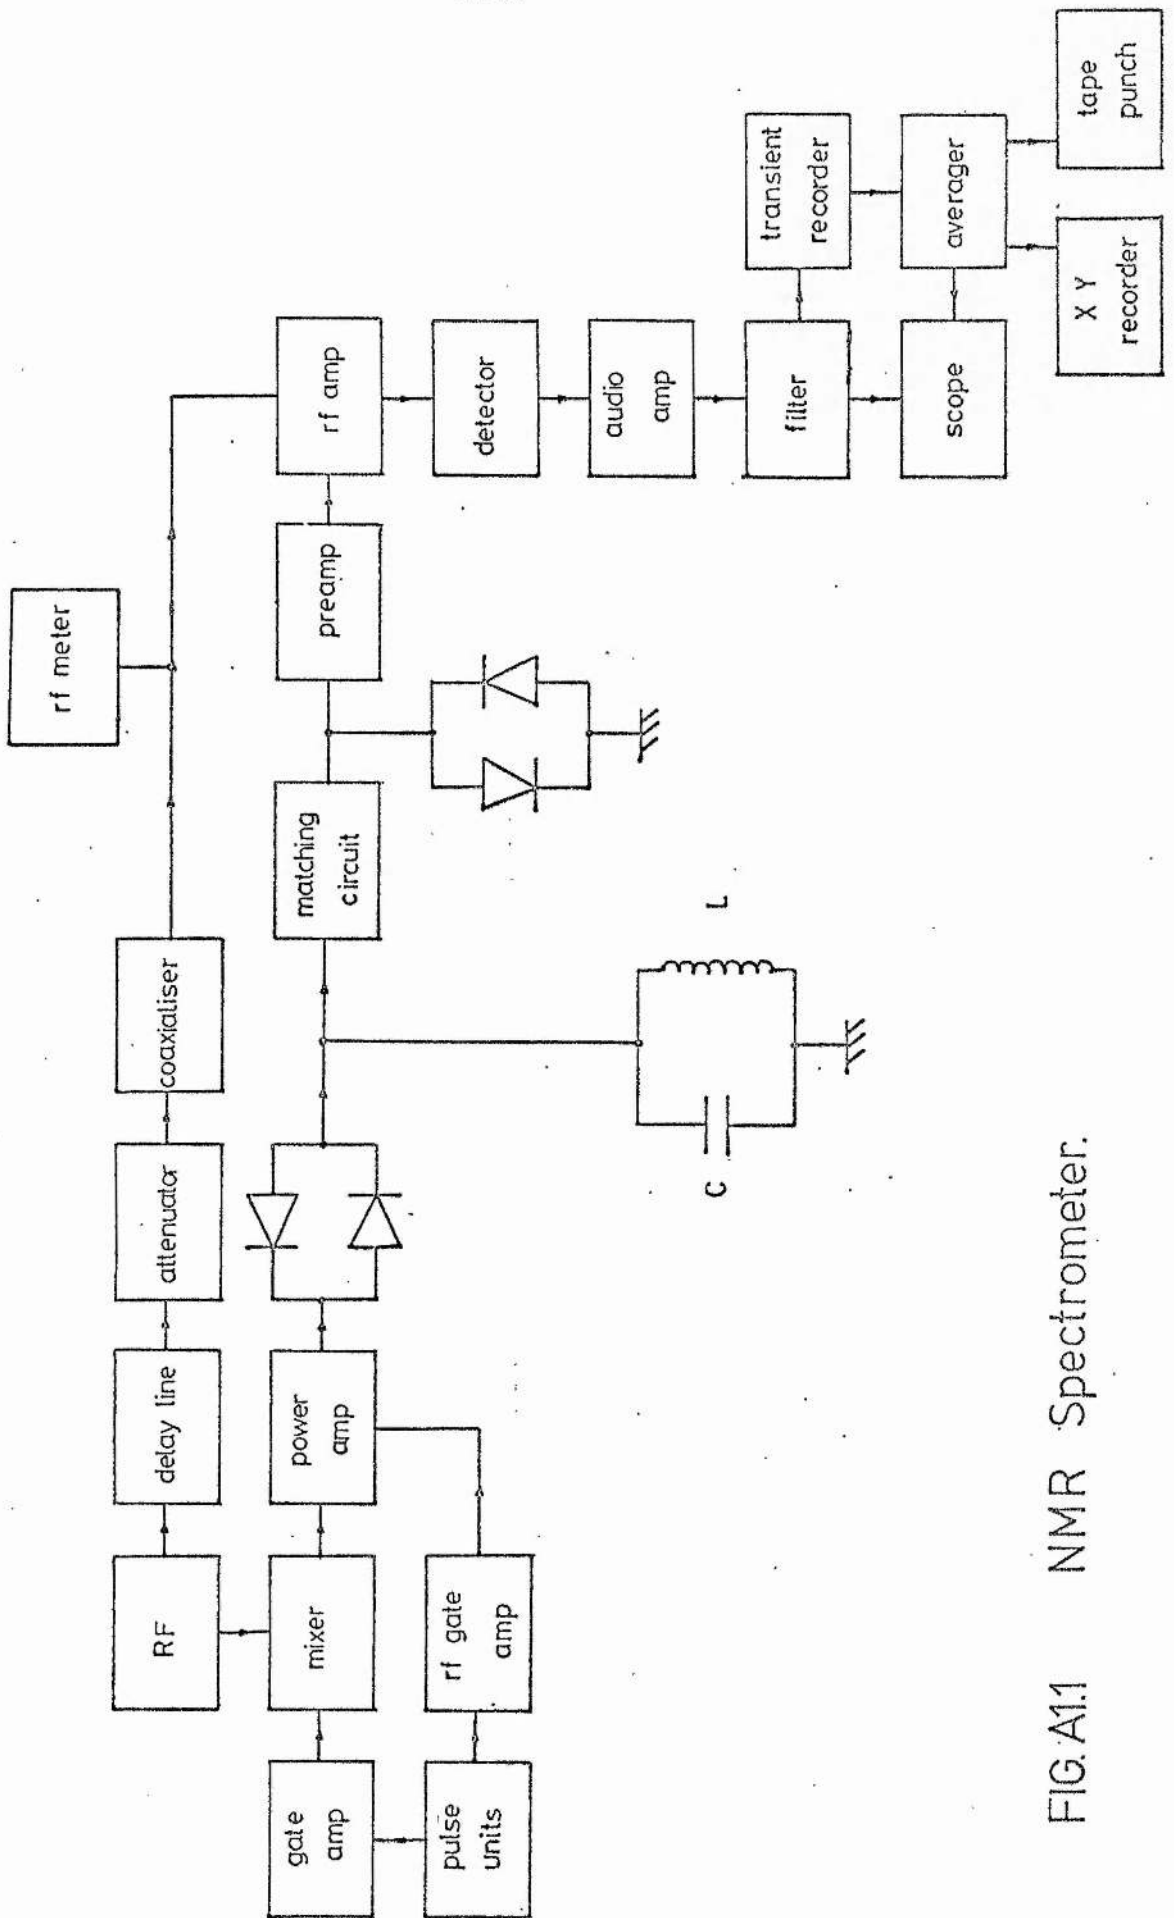 rf meter
RF
delay line
attenuator
coaxialiser
gate
amp
mixer
power
amp
matching
circuit
preamp
rf amp
pulse
units
rf gate
amp
detector
audio
amp
C
L
filter
transient
recorder
scope
averager
X Y
recorder
tape
punch
FIG. A1.1 NMR Spectrometer.